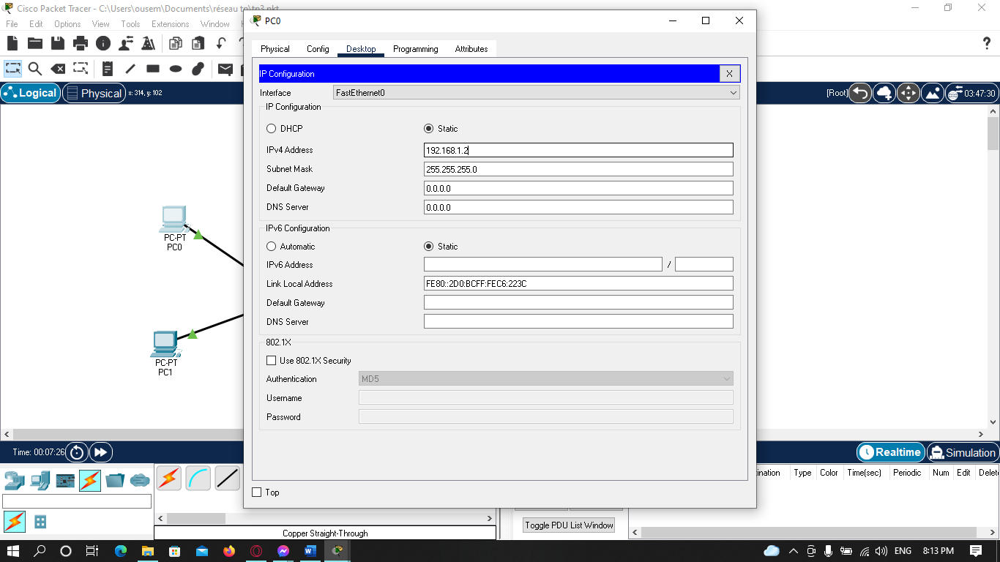 Cisco Packet Tracer - C:\Users\ousem\Documents\réseau tp\tp3.pkt
File Edit Options View Tools Extensions Window
PC0
Physical Config Desktop Programming Attributes
IP Configuration X
Interface FastEthernet0
IP Configuration
DHCP Static
IPv4 Address 192.168.1.2
Subnet Mask 255.255.255.0
Default Gateway 0.0.0.0
DNS Server 0.0.0.0
IPv6 Configuration
Automatic Static
IPv6 Address /
Link Local Address FE80::2D0:BCFF:FEC6:223C
Default Gateway
DNS Server
802.1X
Use 802.1X Security
Authentication MD5
Username
Password
Top
Logical Physical x: 314, y: 102
[Root] 03:47:30
PC-PT
PC0
PC-PT
PC1
Time: 00:07:26
Realtime Simulation
Type Color Time(sec) Periodic Num Edit
Copper Straight-Through
Toggle PDU List Window
ENG 8:13 PM